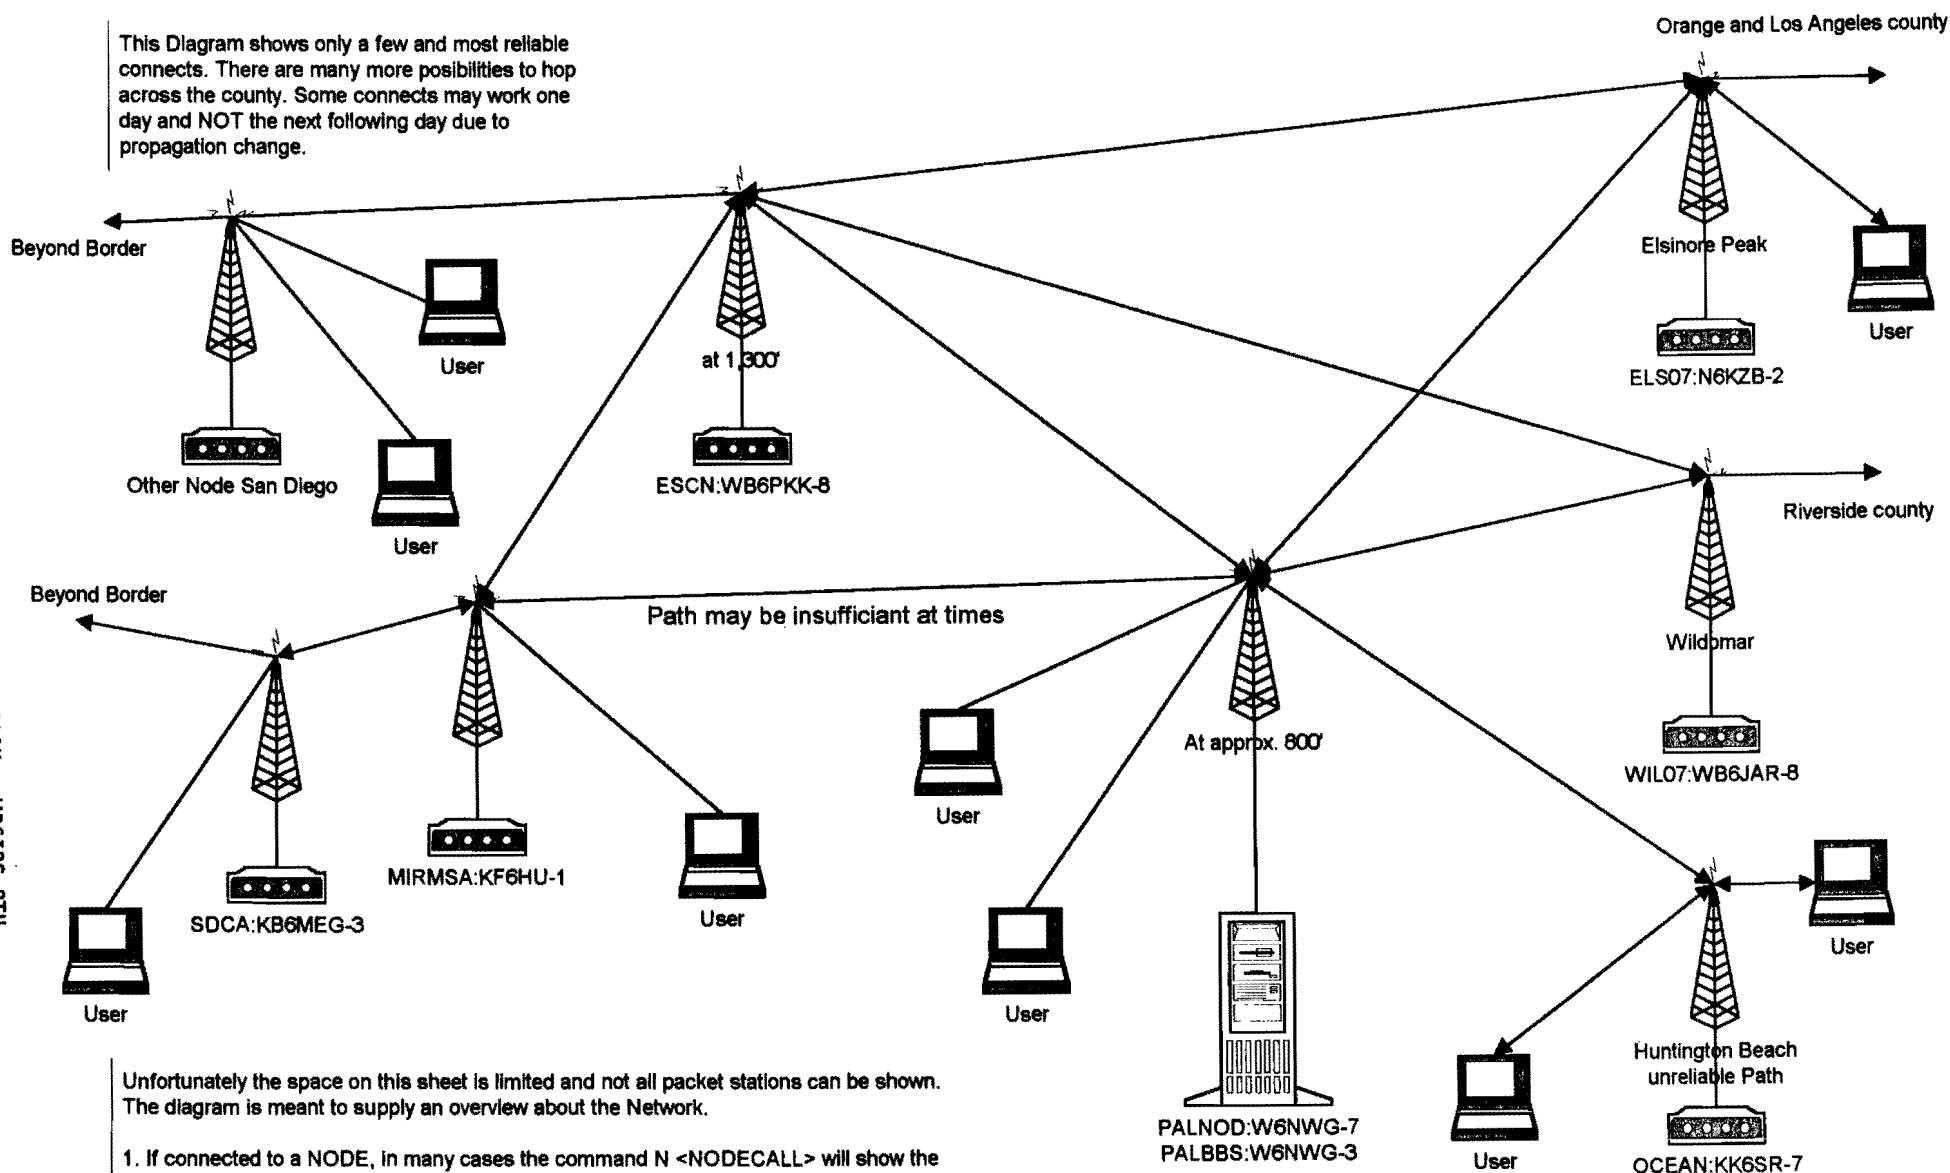 Orange and Los Angeles county
This Diagram shows only a few and most reliable
connects. There are many more posibilities to hop
across the county. Some connects may work one
day and NOT the next following day due to
propagation change.
Beyond Border
Elsinore Peak
User
User
at 1,300'
ELS07:N6KZB-2
Other Node San Diego
ESCN:WB6PKK-8
User
Riverside county
Beyond Border
Path may be insufficiant at times
Wildomar
At approx. 800'
WIL07:WB6JAR-8
User
MIRMSA:KF6HU-1
User
SDCA:KB6MEG-3
User
User
User
Huntington Beach
unreliable Path
Unfortunately the space on this sheet is limited and not all packet stations can be shown.
The diagram is meant to supply an overview about the Network.
PALNOD:W6NWG-7
PALBBS:W6NWG-3
User
OCEAN:KK6SR-7
1. If connected to a NODE, in many cases the command N <NODECALL> will show the